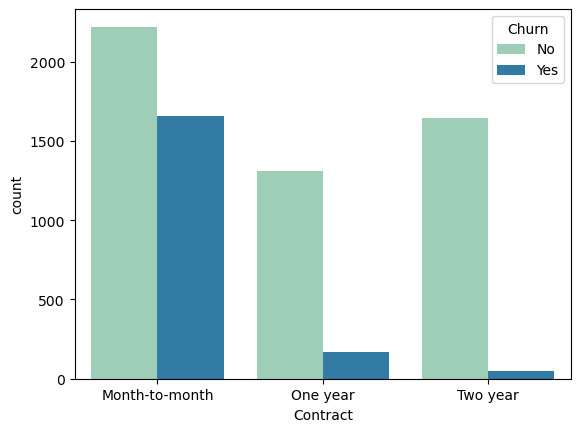 Churn
No
Yes
2000
1500
1000
500
0
count
Month-to-month
One year
Two year
Contract